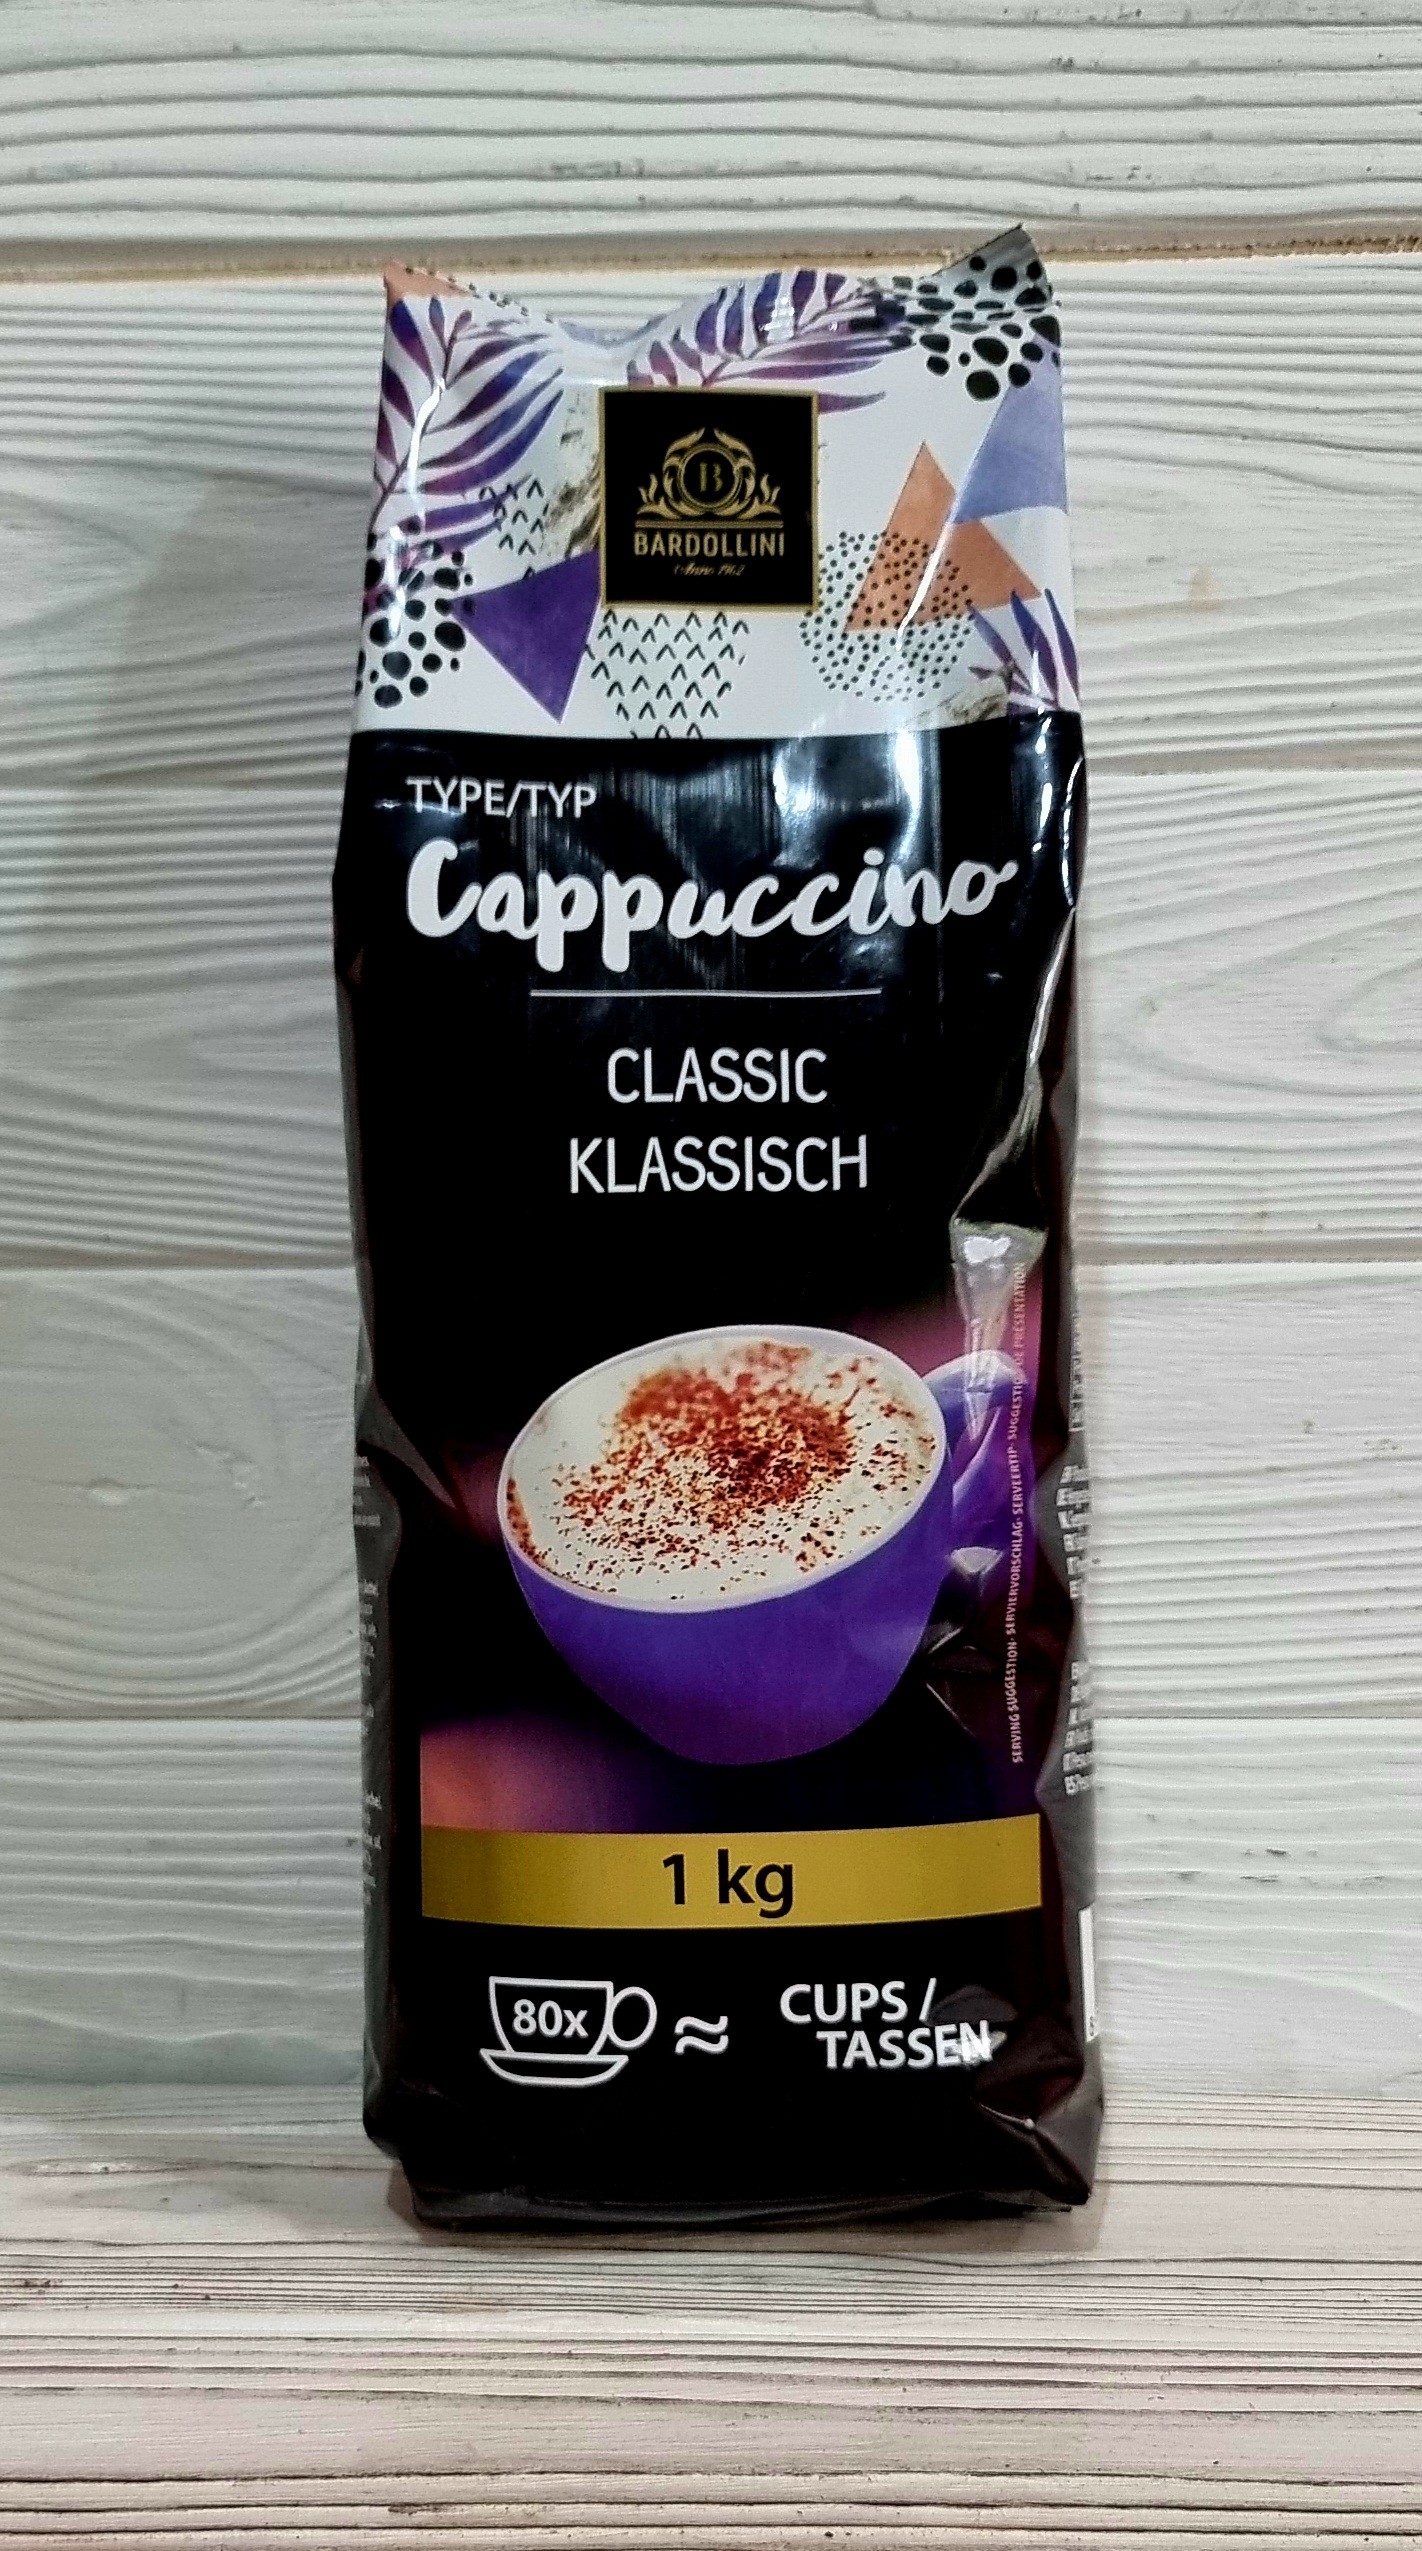 B
BARDOLLINI
Anno 1962
TYPE/TYP
Cappuccino
CLASSIC
KLASSISCH
SERVING SUGGESTION· SERVIERVORSCHLAG· SERVEERTIP· SUGGESTION DE PRÉSENTATION
1 kg
80x ≈ CUPS /
TASSEN